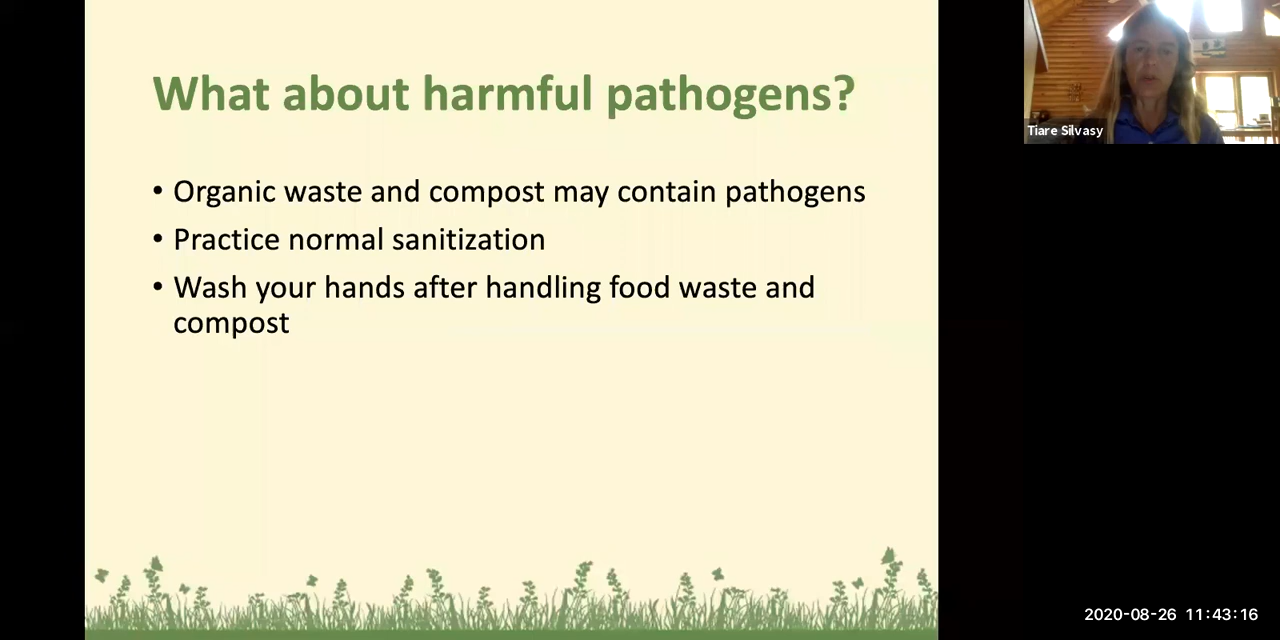 What about harmful pathogens?
• Organic waste and compost may contain pathogens
• Practice normal sanitization
• Wash your hands after handling food waste and
compost
Tiare Silvasy
2020-08-26 11:43:16